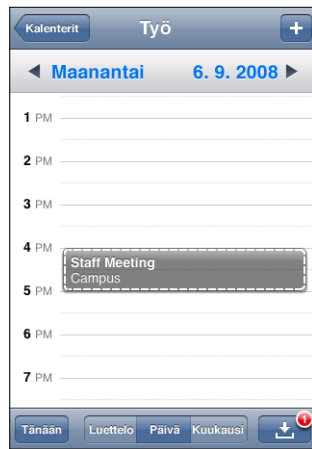 Kalenterit Työ +
Maanantai 6. 9. 2008
1 PM
2 PM
3 PM
4 PM
Staff Meeting
Campus
5 PM
6 PM
7 PM
Tänään Luettelo Päivä Kuukausi 1